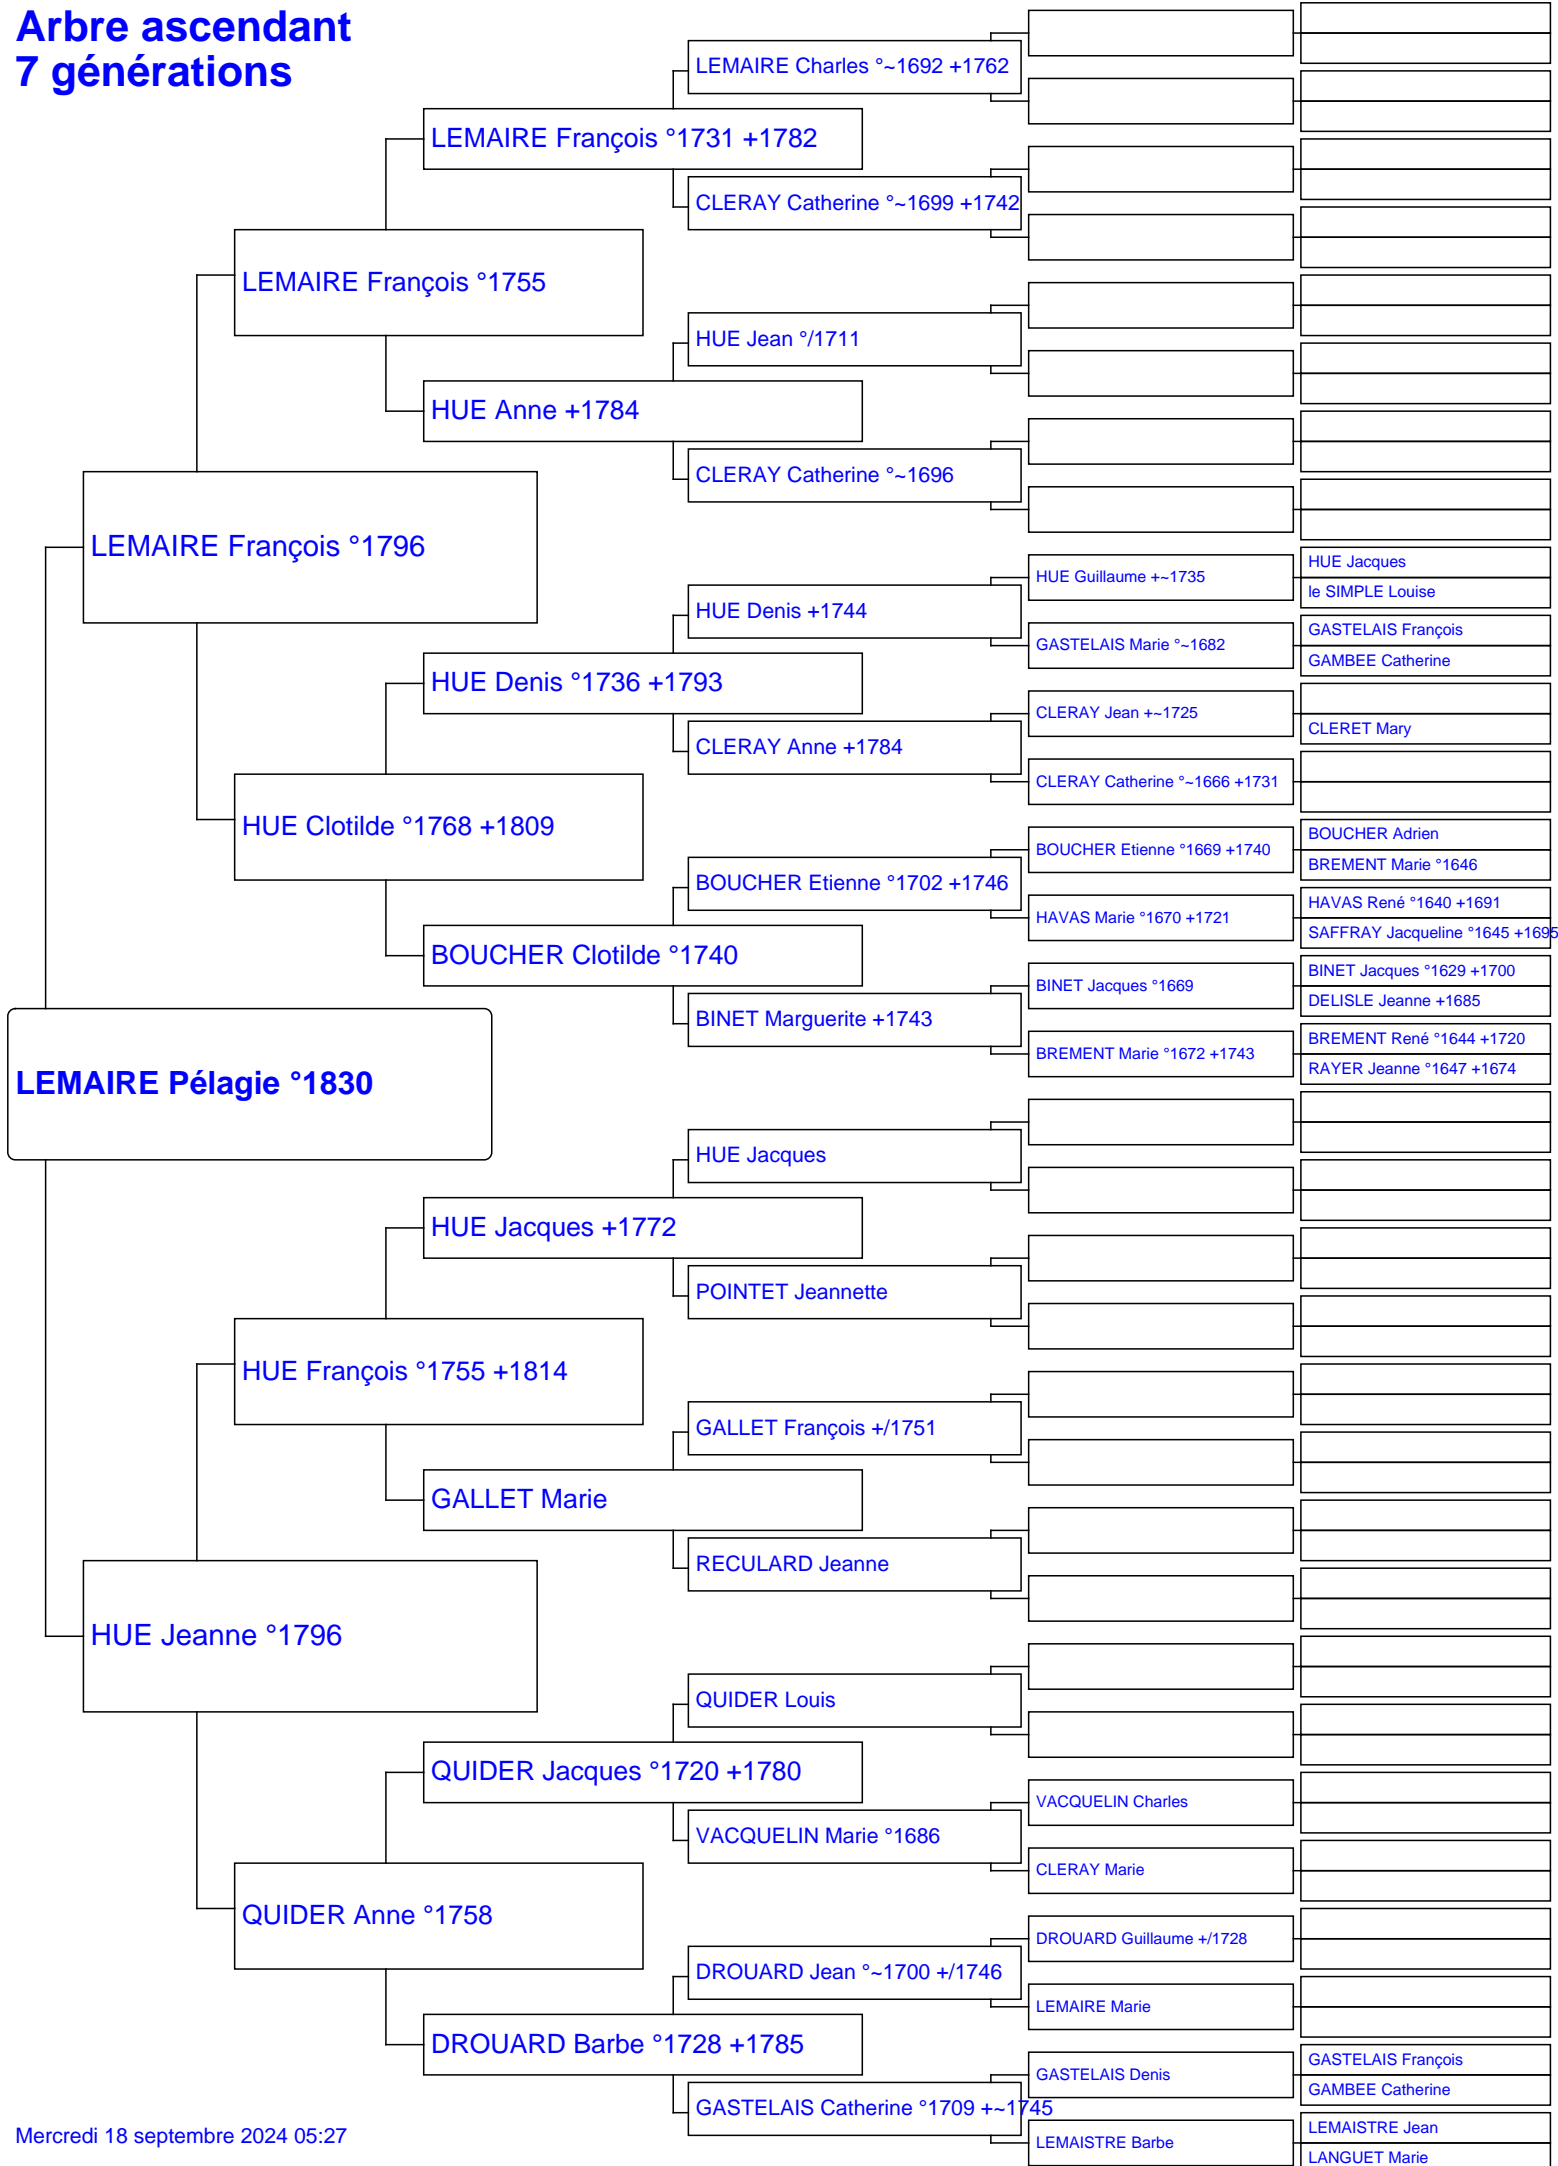 Arbre ascendant
7 générations
LEMAIRE Charles °~1692 +1762
LEMAIRE François °1731 +1782
CLERAY Catherine °~1699 +1742
LEMAIRE François °1755
HUE Jean °/1711
HUE Anne +1784
CLERAY Catherine °~1696
LEMAIRE François °1796
HUE Jacques
HUE Guillaume +~1735
le SIMPLE Louise
HUE Denis +1744
GASTELAIS François
GASTELAIS Marie °~1682
GAMBEE Catherine
HUE Denis °1736 +1793
CLERAY Jean +~1725
CLERET Mary
CLERAY Anne +1784
CLERAY Catherine °~1666 +1731
HUE Clotilde °1768 +1809
BOUCHER Adrien
BOUCHER Etienne °1669 +1740
BREMENT Marie °1646
BOUCHER Etienne °1702 +1746
HAVAS René °1640 +1691
HAVAS Marie °1670 +1721
SAFFRAY Jacqueline °1645 +1695
BOUCHER Clotilde °1740
BINET Jacques °1629 +1700
BINET Jacques °1669
DELISLE Jeanne +1685
BINET Marguerite +1743
BREMENT René °1644 +1720
BREMENT Marie °1672 +1743
RAYER Jeanne °1647 +1674
LEMAIRE Pélagie °1830
HUE Jacques
HUE Jacques +1772
POINTET Jeannette
HUE François °1755 +1814
GALLET François +/1751
GALLET Marie
RECULARD Jeanne
HUE Jeanne °1796
QUIDER Louis
QUIDER Jacques °1720 +1780
VACQUELIN Charles
VACQUELIN Marie °1686
CLERAY Marie
QUIDER Anne °1758
DROUARD Guillaume +/1728
DROUARD Jean °~1700 +/1746
LEMAIRE Marie
DROUARD Barbe °1728 +1785
GASTELAIS François
GASTELAIS Denis
GAMBEE Catherine
GASTELAIS Catherine °1709 +~1745
LEMAISTRE Jean
LEMAISTRE Barbe
LANGUET Marie
Mercredi 18 septembre 2024 05:27